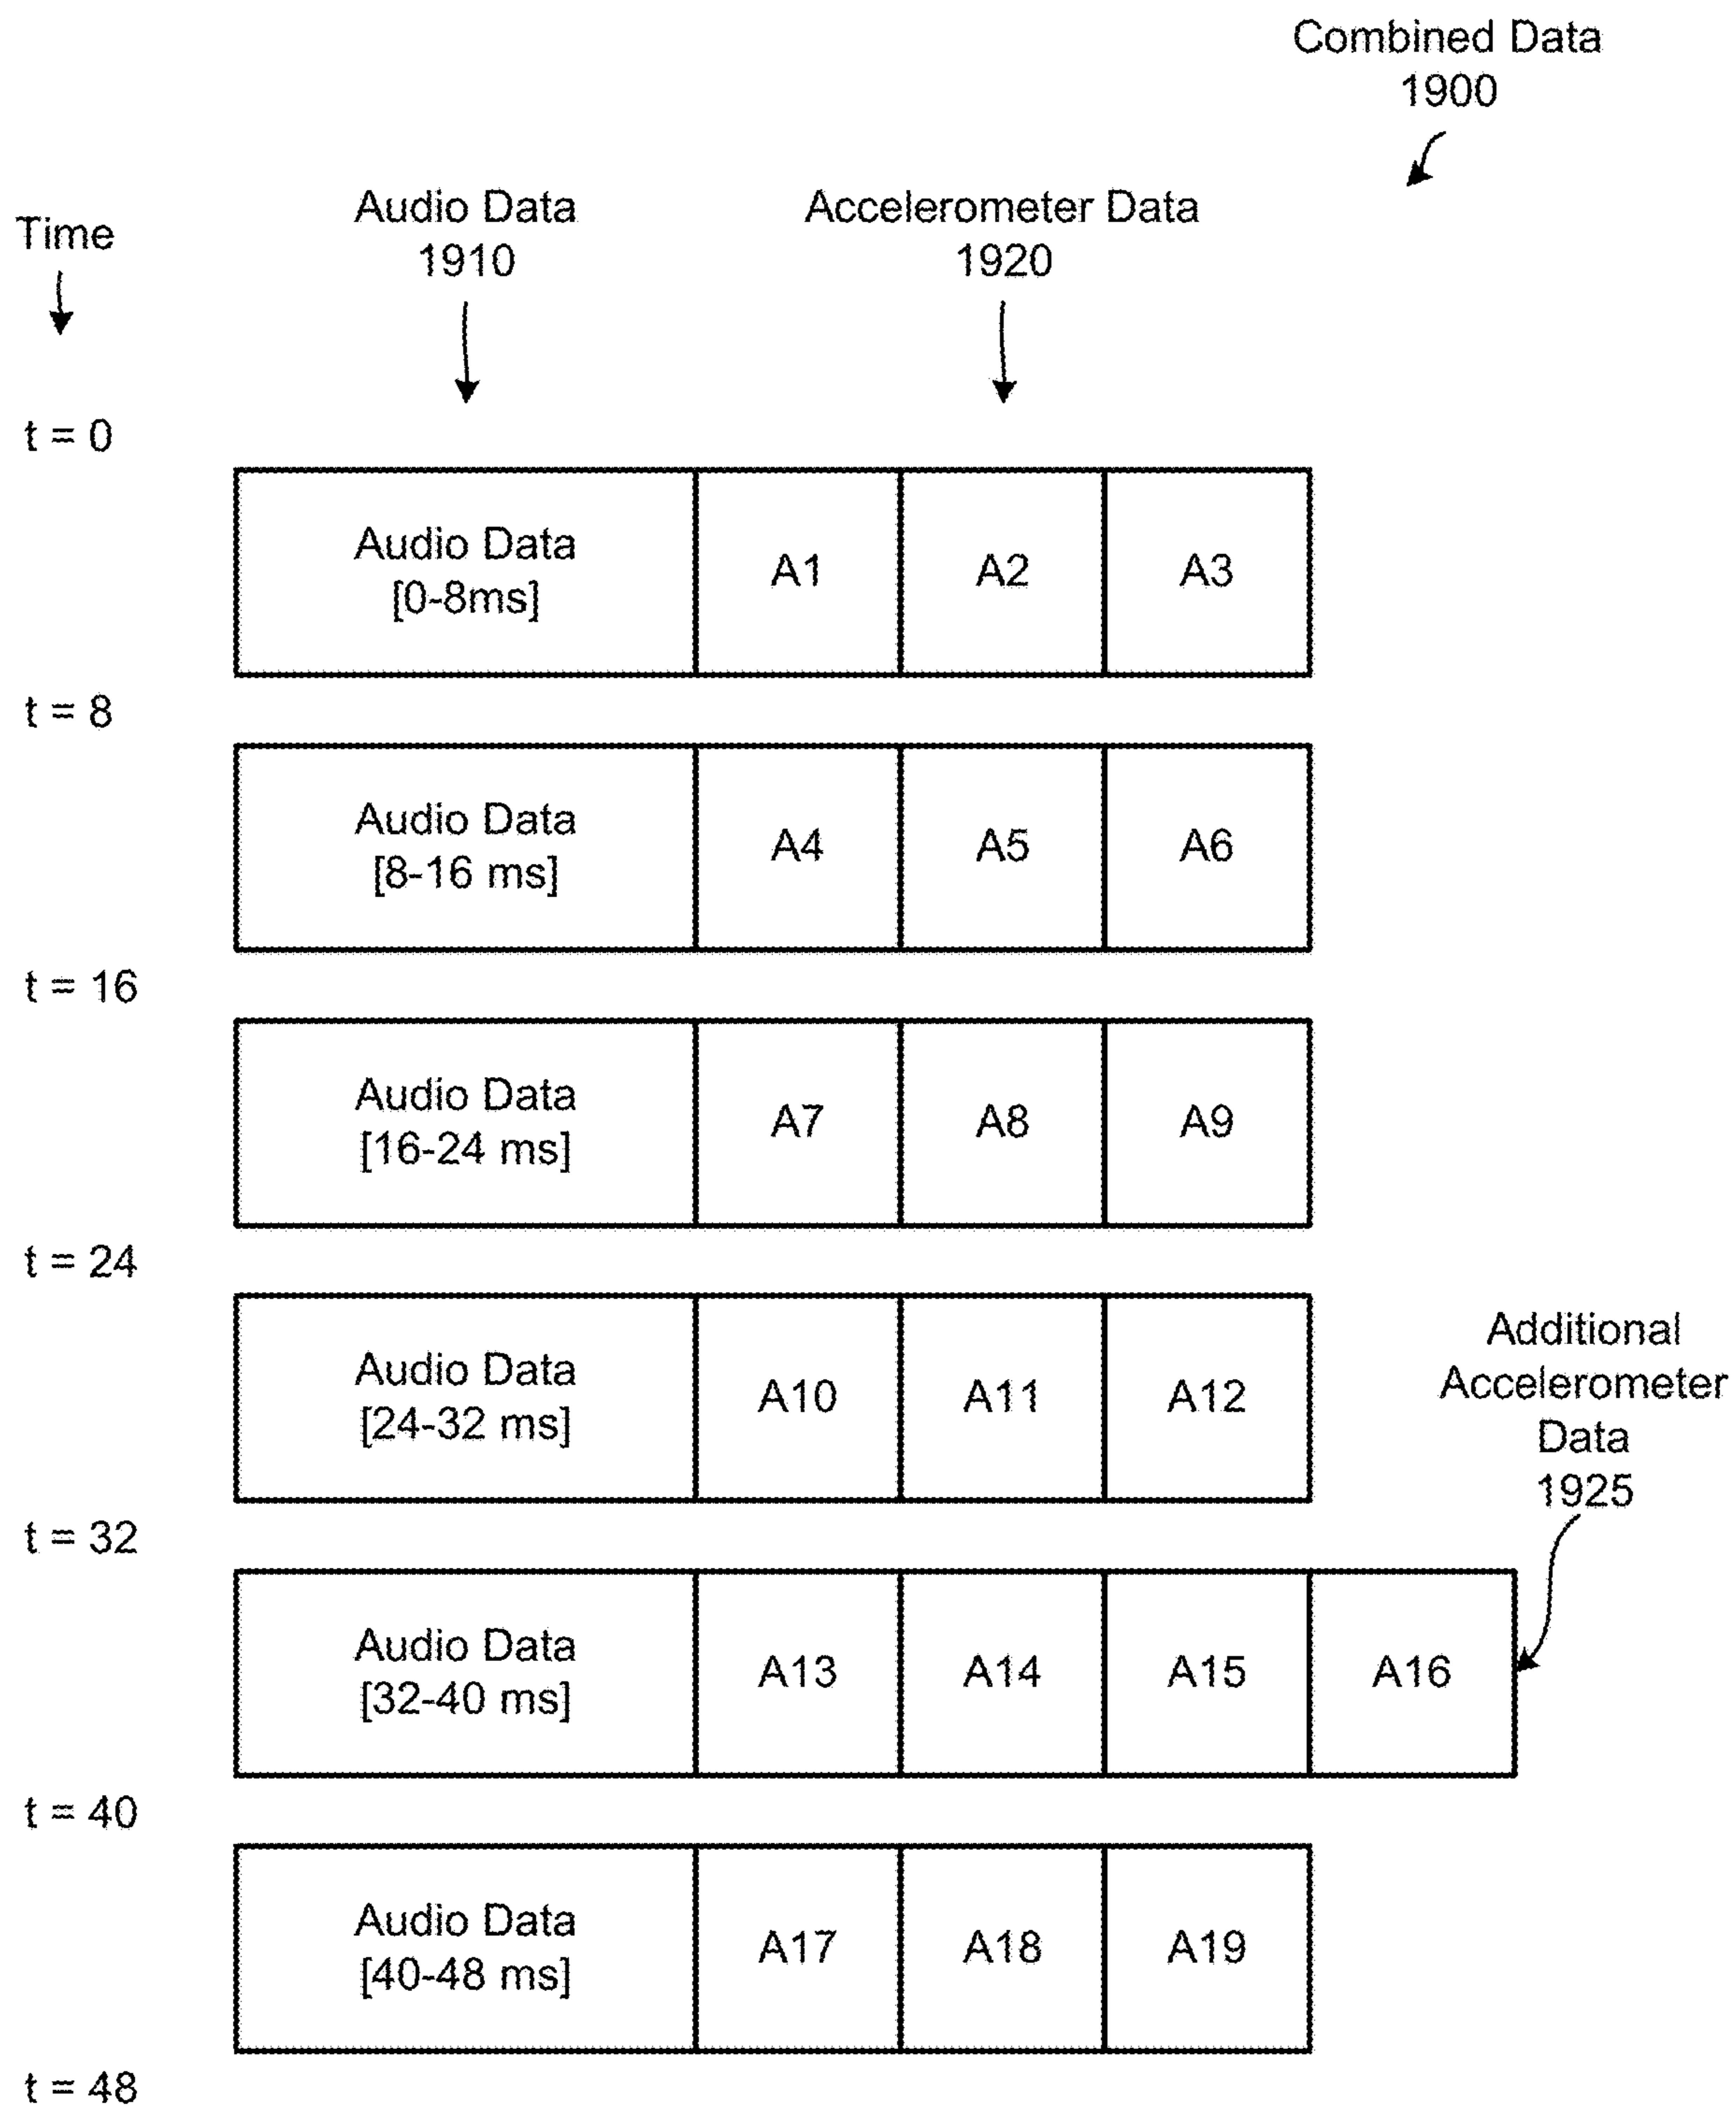 Combined Data
1900
Time
Audio Data
1910
Accelerometer Data
1920
t = 0
Audio Data
[0-8ms]
A1
A2
A3
t = 8
Audio Data
[8-16 ms]
A4
A5
A6
t = 16
Audio Data
[16-24 ms]
A7
A8
A9
t = 24
Audio Data
[24-32 ms]
A10
A11
A12
Additional
Accelerometer
Data
1925
t = 32
Audio Data
[32-40 ms]
A13
A14
A15
A16
t = 40
Audio Data
[40-48 ms]
A17
A18
A19
t = 48